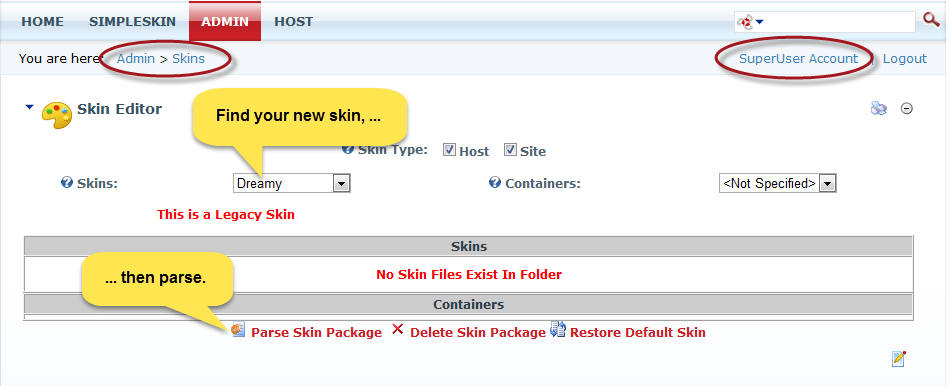 HOME SIMPLESKIN ADMIN HOST
You are here: Admin > Skins SuperUser Account | Logout
Skin Editor
Find your new skin, ...
Skin Type: Host Site
Skins: Dreamy Containers: <Not Specified>
This is a Legacy Skin
Skins
... then parse.
No Skin Files Exist In Folder
Containers
Parse Skin Package Delete Skin Package Restore Default Skin